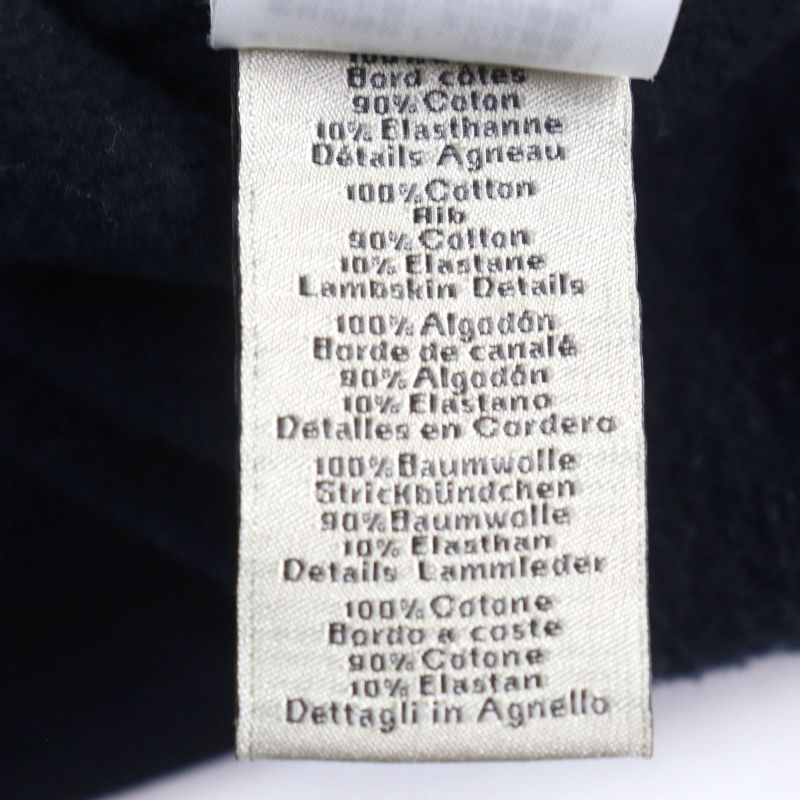 Bord côtes
90% Coton
10% Elasthanne
Détails Agneau
100% Cotton
Rib
90% Cotton
10% Elastane
Lambskin Details
100% Algodón
Borde de canalé
90% Algodón
10% Elastano
Detalles en Cordero
100% Baumwolle
Strickbündchen
90% Baumwolle
10% Elasthan
Details Lammleder
100% Cotone
Bordo a coste
90% Cotone
10% Elastan
Dettagli in Agnello